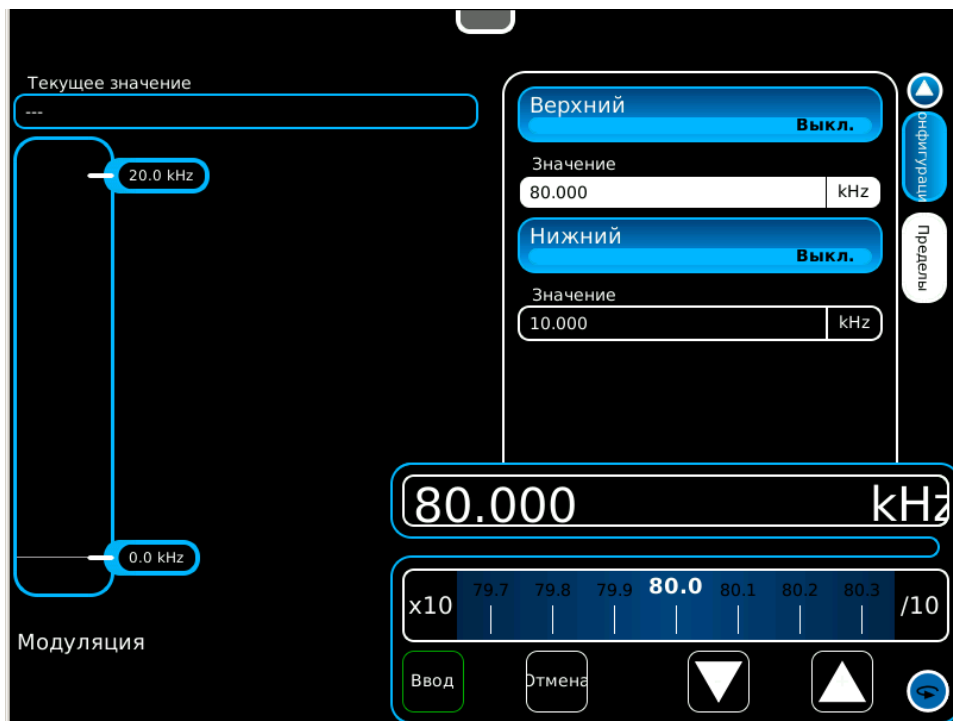 Текущее значение
---
20.0 kHz
0.0 kHz
Модуляция
Верхний
Выкл.
Значение
80.000 kHz
Нижний
Выкл.
Значение
10.000 kHz
онфигураци
Пределы
80.000 kHz
x10 79.7 79.8 79.9 80.0 80.1 80.2 80.3 /10
Ввод Отмена